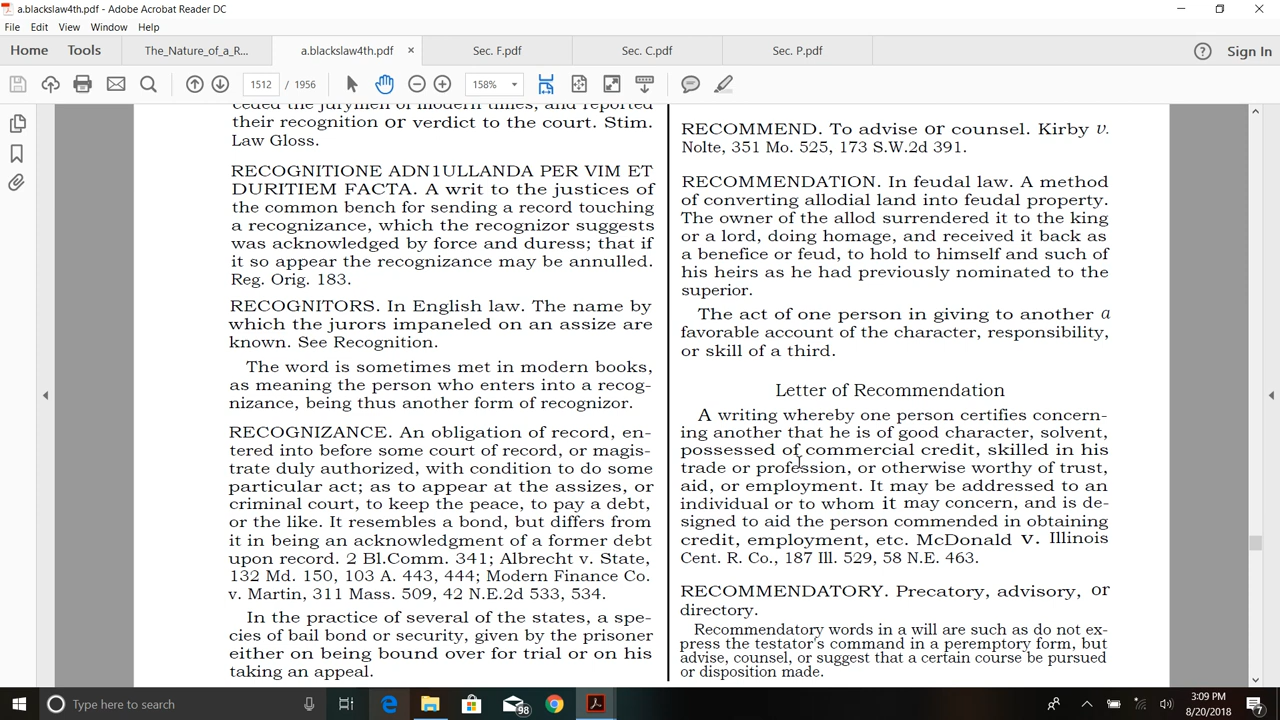 a.blackslaw4th.pdf - Adobe Acrobat Reader DC
File Edit View Window Help
Home Tools The_Nature_of_a_R... a.blackslaw4th.pdf × Sec. F.pdf Sec. C.pdf Sec. P.pdf ? Sign In
1512 / 1956 158%
ceded the jurymen of modern times, and reported
their recognition or verdict to the court. Stim.
Law Gloss.
RECOGNITIONE ADN1ULLANDA PER VIM ET
DURITIEM FACTA. A writ to the justices of
the common bench for sending a record touching
a recognizance, which the recognizor suggests
was acknowledged by force and duress; that if
it so appear the recognizance may be annulled.
Reg. Orig. 183.
RECOGNITORS. In English law. The name by
which the jurors impaneled on an assize are
known. See Recognition.
The word is sometimes met in modern books,
as meaning the person who enters into a recog-
nizance, being thus another form of recognizor.
RECOGNIZANCE. An obligation of record, en-
tered into before some court of record, or magis-
trate duly authorized, with condition to do some
particular act; as to appear at the assizes, or
criminal court, to keep the peace, to pay a debt,
or the like. It resembles a bond, but differs from
it in being an acknowledgment of a former debt
upon record. 2 Bl.Comm. 341; Albrecht v. State,
132 Md. 150, 103 A. 443, 444; Modern Finance Co.
v. Martin, 311 Mass. 509, 42 N.E.2d 533, 534.
In the practice of several of the states, a spe-
cies of bail bond or security, given by the prisoner
either on being bound over for trial or on his
taking an appeal.
RECOMMEND. To advise or counsel. Kirby v.
Nolte, 351 Mo. 525, 173 S.W.2d 391.
RECOMMENDATION. In feudal law. A method
of converting allodial land into feudal property.
The owner of the allod surrendered it to the king
or a lord, doing homage, and received it back as
a benefice or feud, to hold to himself and such of
his heirs as he had previously nominated to the
superior.
The act of one person in giving to another a
favorable account of the character, responsibility,
or skill of a third.
Letter of Recommendation
A writing whereby one person certifies concern-
ing another that he is of good character, solvent,
possessed of commercial credit, skilled in his
trade or profession, or otherwise worthy of trust,
aid, or employment. It may be addressed to an
individual or to whom it may concern, and is de-
signed to aid the person commended in obtaining
credit, employment, etc. McDonald v. Illinois
Cent. R. Co., 187 Ill. 529, 58 N.E. 463.
RECOMMENDATORY. Precatory, advisory, or
directory.
Recommendatory words in a will are such as do not ex-
press the testator's command in a peremptory form, but
advise, counsel, or suggest that a certain course be pursued
or disposition made.
Type here to search
98
3:09 PM
8/20/2018
7